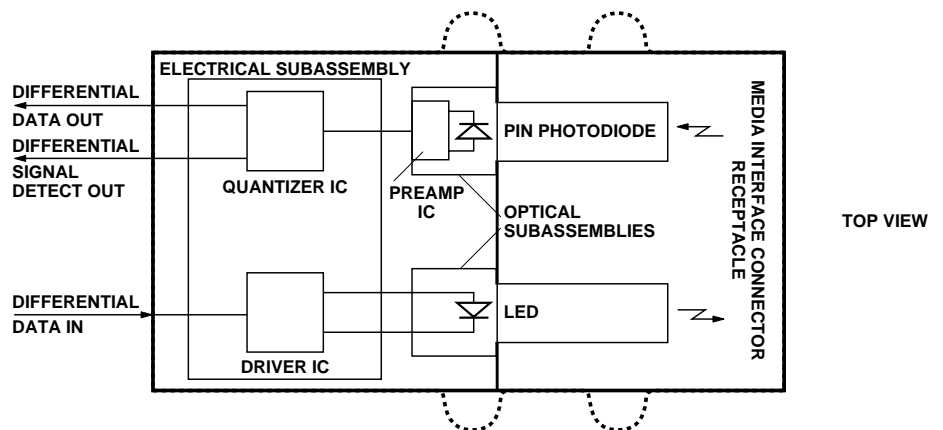 ELECTRICAL SUBASSEMBLY
DIFFERENTIAL
DATA OUT
DIFFERENTIAL
SIGNAL
DETECT OUT
QUANTIZER IC
PREAMP
IC
PIN PHOTODIODE
OPTICAL
SUBASSEMBLIES
DIFFERENTIAL
DATA IN
DRIVER IC
LED
MEDIA INTERFACE CONNECTOR
RECEPTACLE
TOP VIEW